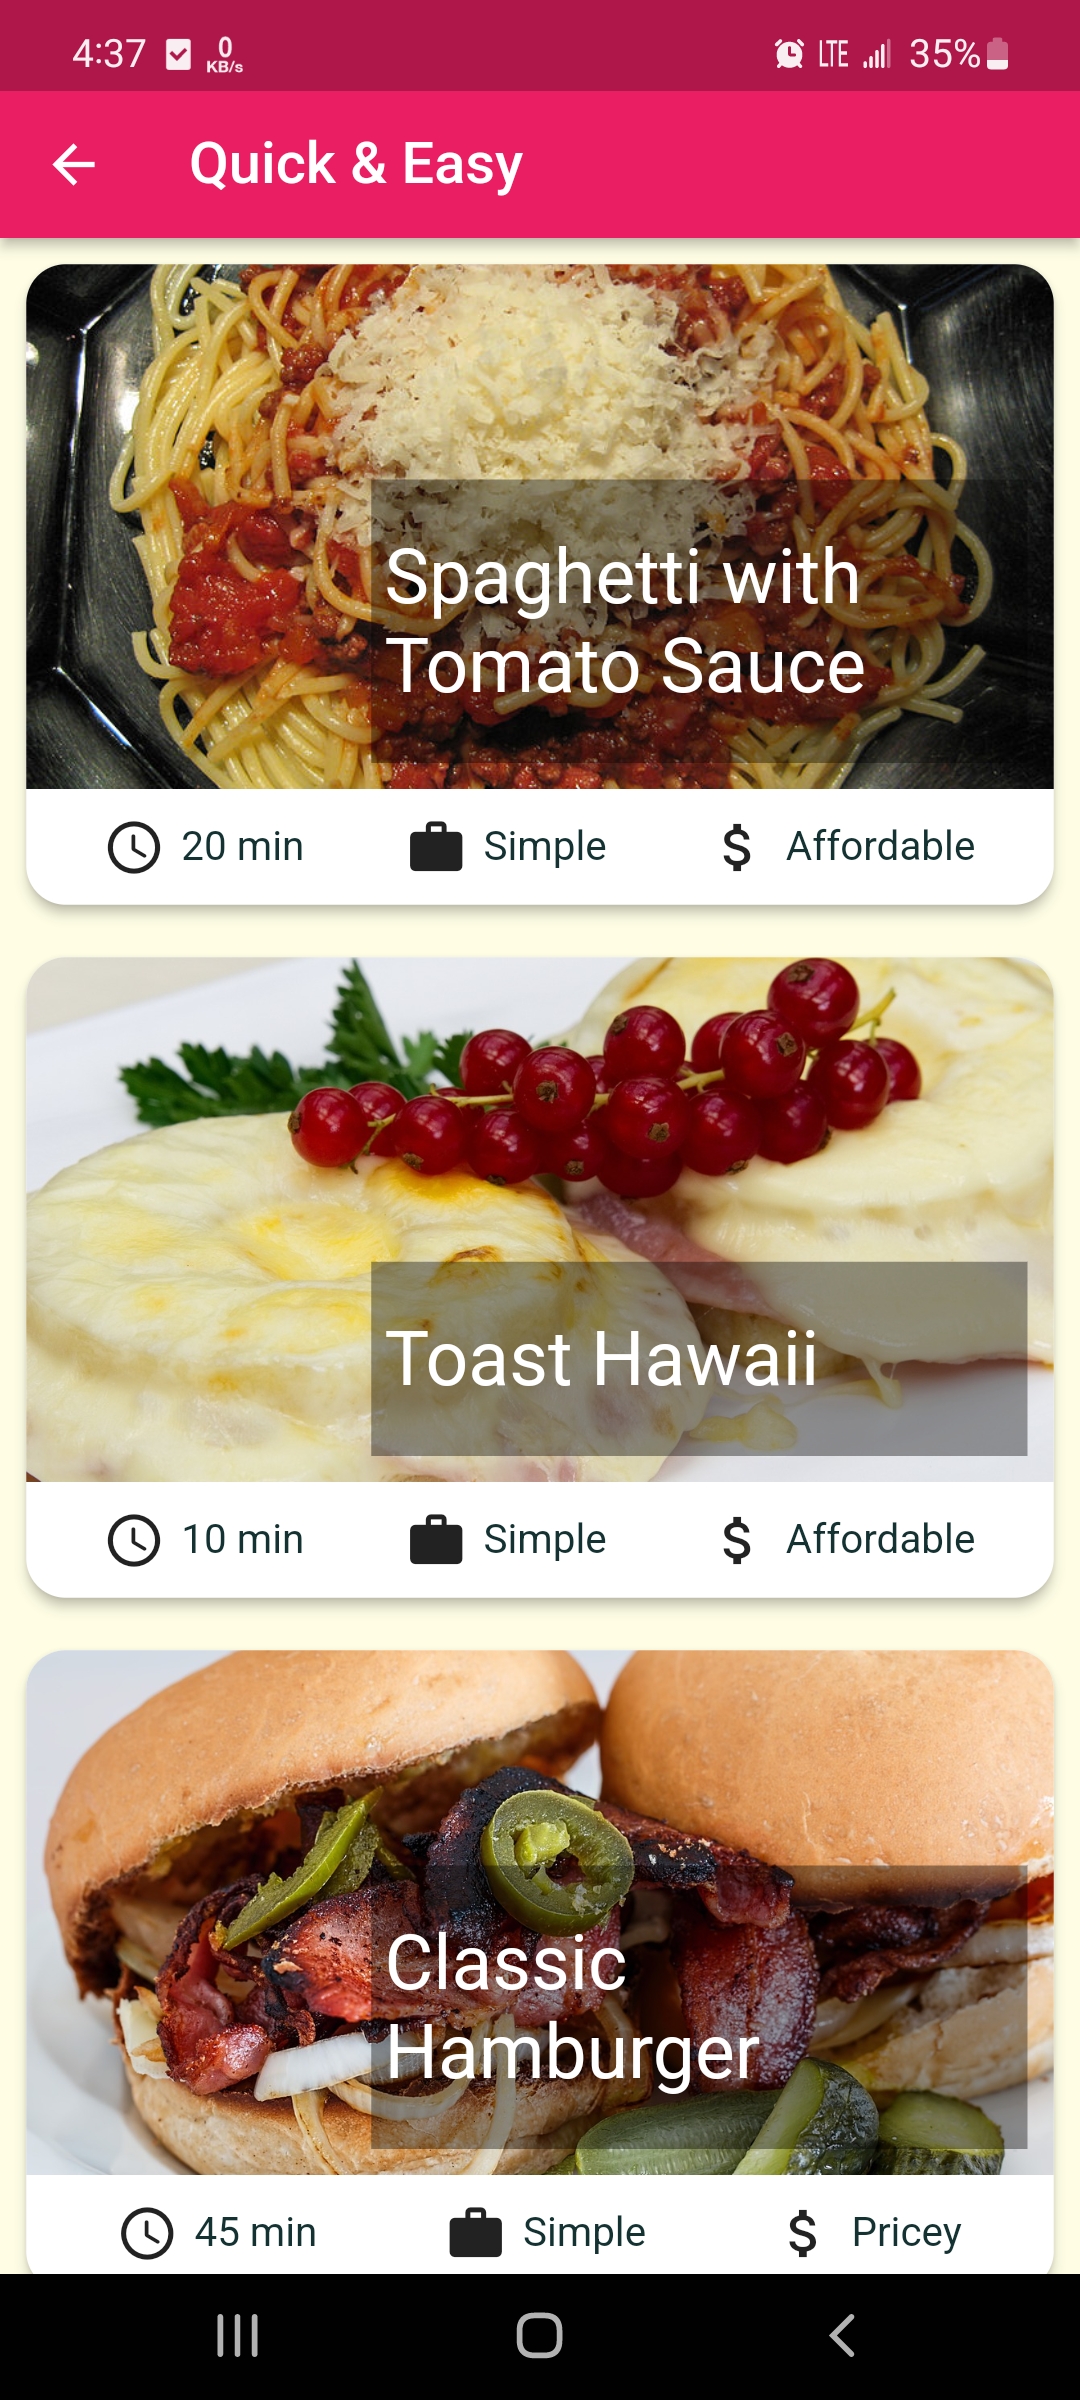 4:37 0 KB/s LTE 35%
Quick & Easy
Spaghetti with
Tomato Sauce
20 min Simple $ Affordable
Toast Hawaii
10 min Simple $ Affordable
Classic
Hamburger
45 min Simple $ Pricey